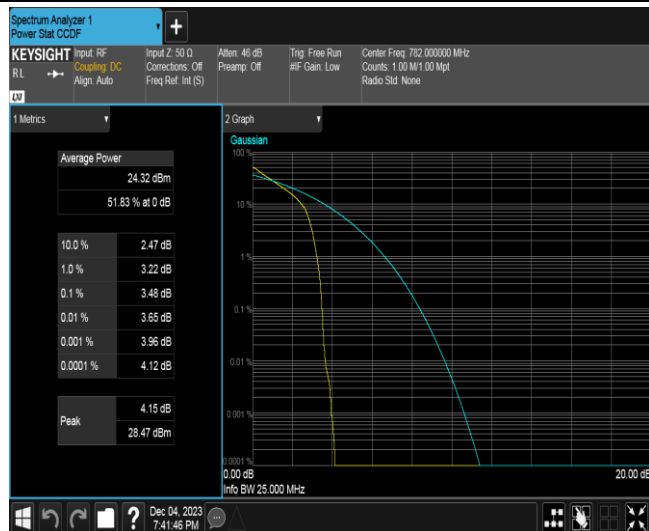 Spectrum Analyzer 1
Power Stat CCDF
+
KEYSIGHT
RL
Input: RF
Coupling: DC
Align: Auto
Input Z: 50 Ω
Corrections: Off
Freq Ref: Int (S)
Atten: 46 dB
Preamp: Off
Trig: Free Run
#IF Gain: Low
Center Freq: 782.000000 MHz
Counts: 1.00 M/1.00 Mpt
Radio Std: None
1 Metrics
Average Power
24.32 dBm
51.83 % at 0 dB
10.0 % 2.47 dB
1.0 % 3.22 dB
0.1 % 3.48 dB
0.01 % 3.65 dB
0.001 % 3.96 dB
0.0001 % 4.12 dB
Peak
4.15 dB
28.47 dBm
2 Graph
Gaussian
100 %
10 %
1 %
0.1 %
0.01 %
0.001 %
0.0001 %
0.00 dB
20.00 dB
Info BW 25.000 MHz
?
Dec 04, 2023
7:41:46 PM